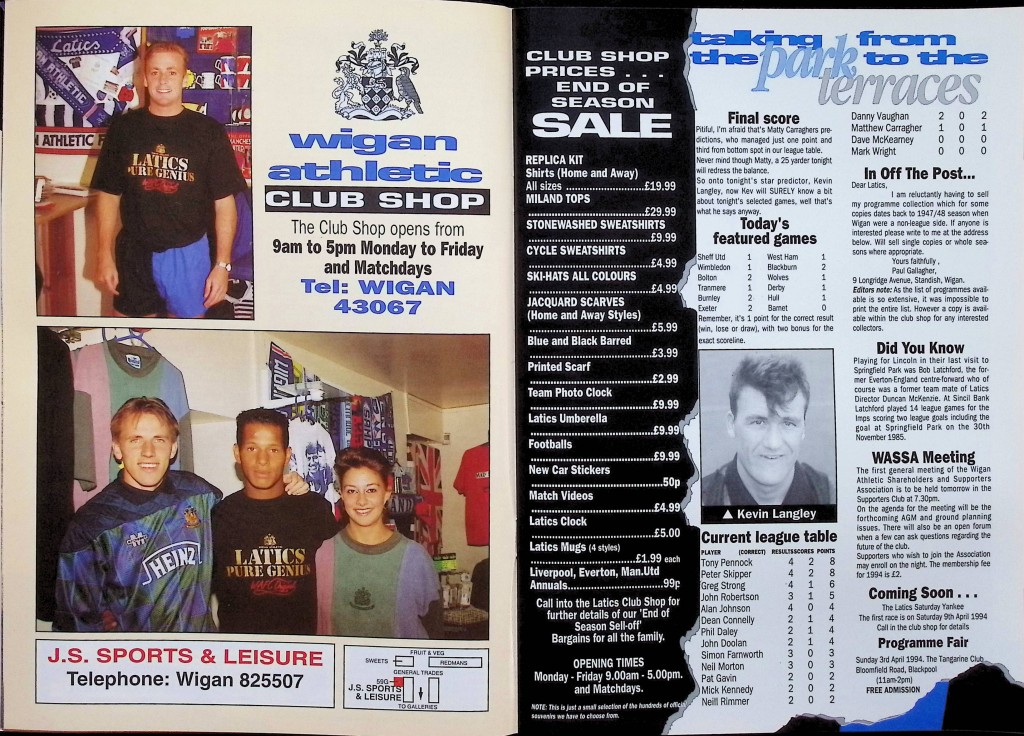 Latics
AN ATHLETIC
AN ATHLETIC F
LATICS
PURE GENIUS
wigan
athletic
CLUB SHOP
The Club Shop opens from
9am to 5pm Monday to Friday
and Matchdays
Tel: WIGAN
43067
HEINZ
LATICS
PURE GENIUS
J.S. SPORTS & LEISURE
Telephone: Wigan 825507
FRUIT & VEG
SWEETS
REDMANS
GENERAL TRADES
59G
J.S. SPORTS
& LEISURE
TO GALLERIES
CLUB SHOP
PRICES . . .
END OF
SEASON
SALE
REPLICA KIT
Shirts (Home and Away)
All sizes ...........................£19.99
MILAND TOPS
.......................................£29.99
STONEWASHED SWEATSHIRTS
.........................................£9.99
CYCLE SWEATSHIRTS
.........................................£4.99
SKI-HATS ALL COLOURS
.........................................£4.99
JACQUARD SCARVES
(Home and Away Styles)
.........................................£5.99
Blue and Black Barred
.........................................£3.99
Printed Scarf
.........................................£2.99
Team Photo Clock
.........................................£9.99
Latics Umbrella
.........................................£9.99
Footballs
.........................................£9.99
New Car Stickers
............................................50p
Match Videos
.........................................£4.99
Latics Clock
.........................................£5.00
Latics Mugs (4 styles)
...................................£1.99 each
Liverpool, Everton, Man.Utd
Annuals................................99p
Call into the Latics Club Shop for
further details of our 'End of
Season Sell-off'
Bargains for all the family.
OPENING TIMES
Monday - Friday 9.00am - 5.00pm.
and Matchdays.
NOTE: This is just a small selection of the hundreds of official
souvenirs we have to choose from.
talking from
the park to the
terraces
Final score
Pitiful, I'm afraid that's Matty Carraghers pre-
dictions, who managed just one point and
third from bottom spot in our league table.
Never mind though Matty, a 25 yarder tonight
will redress the balance.
So onto tonight's star predictor, Kevin
Langley, now Kev will SURELY know a bit
about tonight's selected games, well that's
what he says anyway.
Today's
featured games
Sheff Utd 1 West Ham 1
Wimbledon 1 Blackburn 2
Bolton 2 Wolves 1
Tranmere 1 Derby 1
Burnley 2 Hull 1
Exeter 2 Barnet 0
Remember, it's 1 point for the correct result
(win, lose or draw), with two bonus for the
exact scoreline.
▲ Kevin Langley
Current league table
PLAYER (CORRECT) RESULTS SCORES POINTS
Tony Pennock 4 2 8
Peter Skipper 4 2 8
Greg Strong 4 1 6
John Robertson 3 1 5
Alan Johnson 4 0 4
Dean Connelly 2 1 4
Phil Daley 2 1 4
John Doolan 2 1 4
Simon Farnworth 3 0 3
Neil Morton 3 0 3
Pat Gavin 2 0 2
Mick Kennedy 2 0 2
Neill Rimmer 2 0 2
Danny Vaughan 2 0 2
Matthew Carragher 1 0 1
Dave McKearney 0 0 0
Mark Wright 0 0 0
In Off The Post...
Dear Latics,
I am reluctantly having to sell
my programme collection which for some
copies dates back to 1947/48 season when
Wigan were a non-league side. If anyone is
interested please write to me at the address
below. Will sell single copies or whole sea-
sons where appropriate.
Yours faithfully ,
Paul Gallagher,
9 Longridge Avenue, Standish, Wigan.
Editors note: As the list of programmes avail-
able is so extensive, it was impossible to
print the entire list. However a copy is avail-
able within the club shop for any interested
collectors.
Did You Know
Playing for Lincoln in their last visit to
Springfield Park was Bob Latchford, the for-
mer Everton-England centre-forward who of
course was a former team mate of Latics
Director Duncan McKenzie. At Sincil Bank
Latchford played 14 league games for the
Imps scoring two league goals including the
goal at Springfield Park on the 30th
November 1985.
WASSA Meeting
The first general meeting of the Wigan
Athletic Shareholders and Supporters
Association is to be held tomorrow in the
Supporters Club at 7.30pm.
On the agenda for the meeting will be the
forthcoming AGM and ground planning
issues. There will also be an open forum
when a few can ask questions regarding the
future of the club.
Supporters who wish to join the Association
may enroll on the night. The membership fee
for 1994 is £2.
Coming Soon . . .
The Latics Saturday Yankee
The first race is on Saturday 9th April 1994
Call in the club shop for details
Programme Fair
Sunday 3rd April 1994. The Tangarine Club
Bloomfield Road, Blackpool
(11am-2pm)
FREE ADMISSION